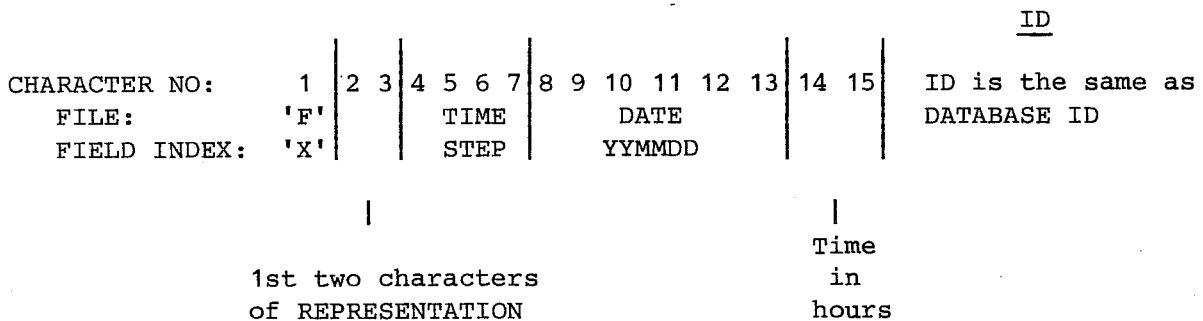 ID
CHARACTER NO: 1 2 3 4 5 6 7 8 9 10 11 12 13 14 15 ID is the same as
FILE: 'F' TIME DATE DATABASE ID
FIELD INDEX: 'X' STEP YYMMDD
Time
1st two characters in
of REPRESENTATION hours